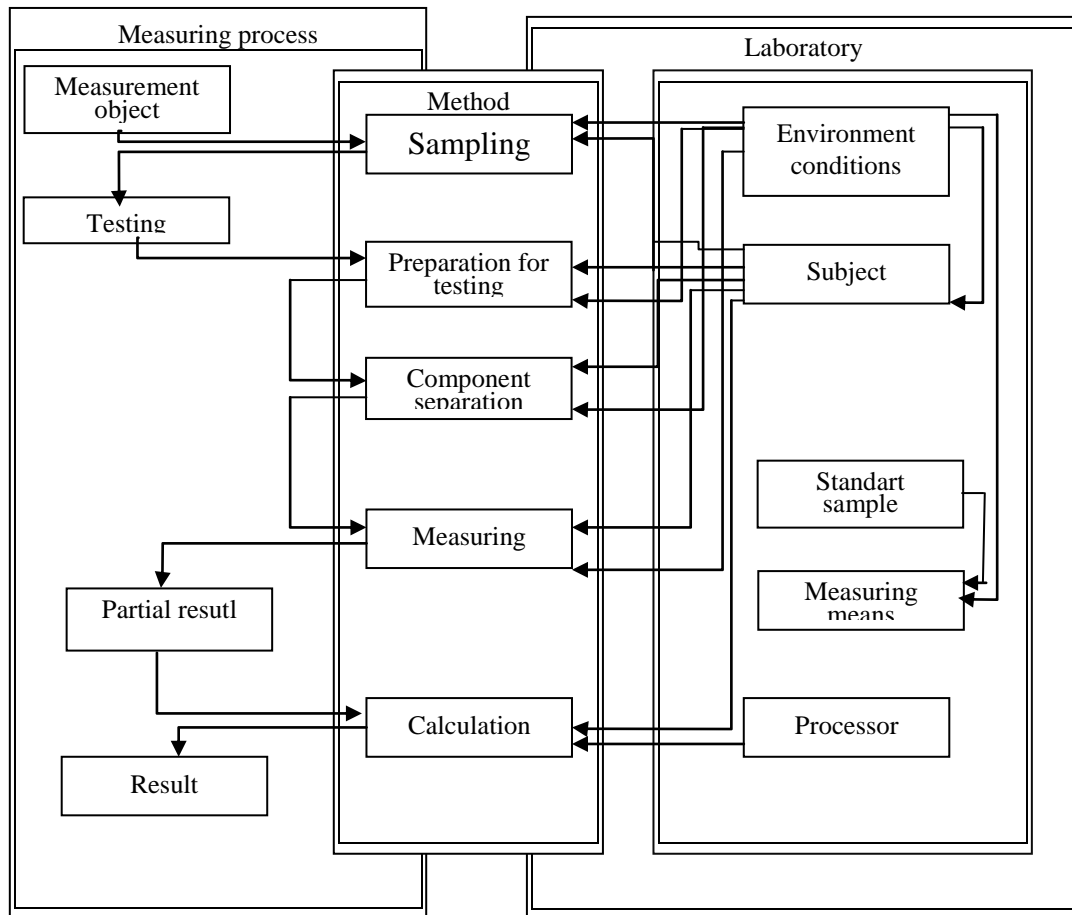 Measuring process
Laboratory
Measurement
object
Method
Sampling
Environment
conditions
Testing
Preparation for
testing
Subject
Component
separation
Standart
sample
Measuring
Measuring
means
Partial resutl
Calculation
Processor
Result